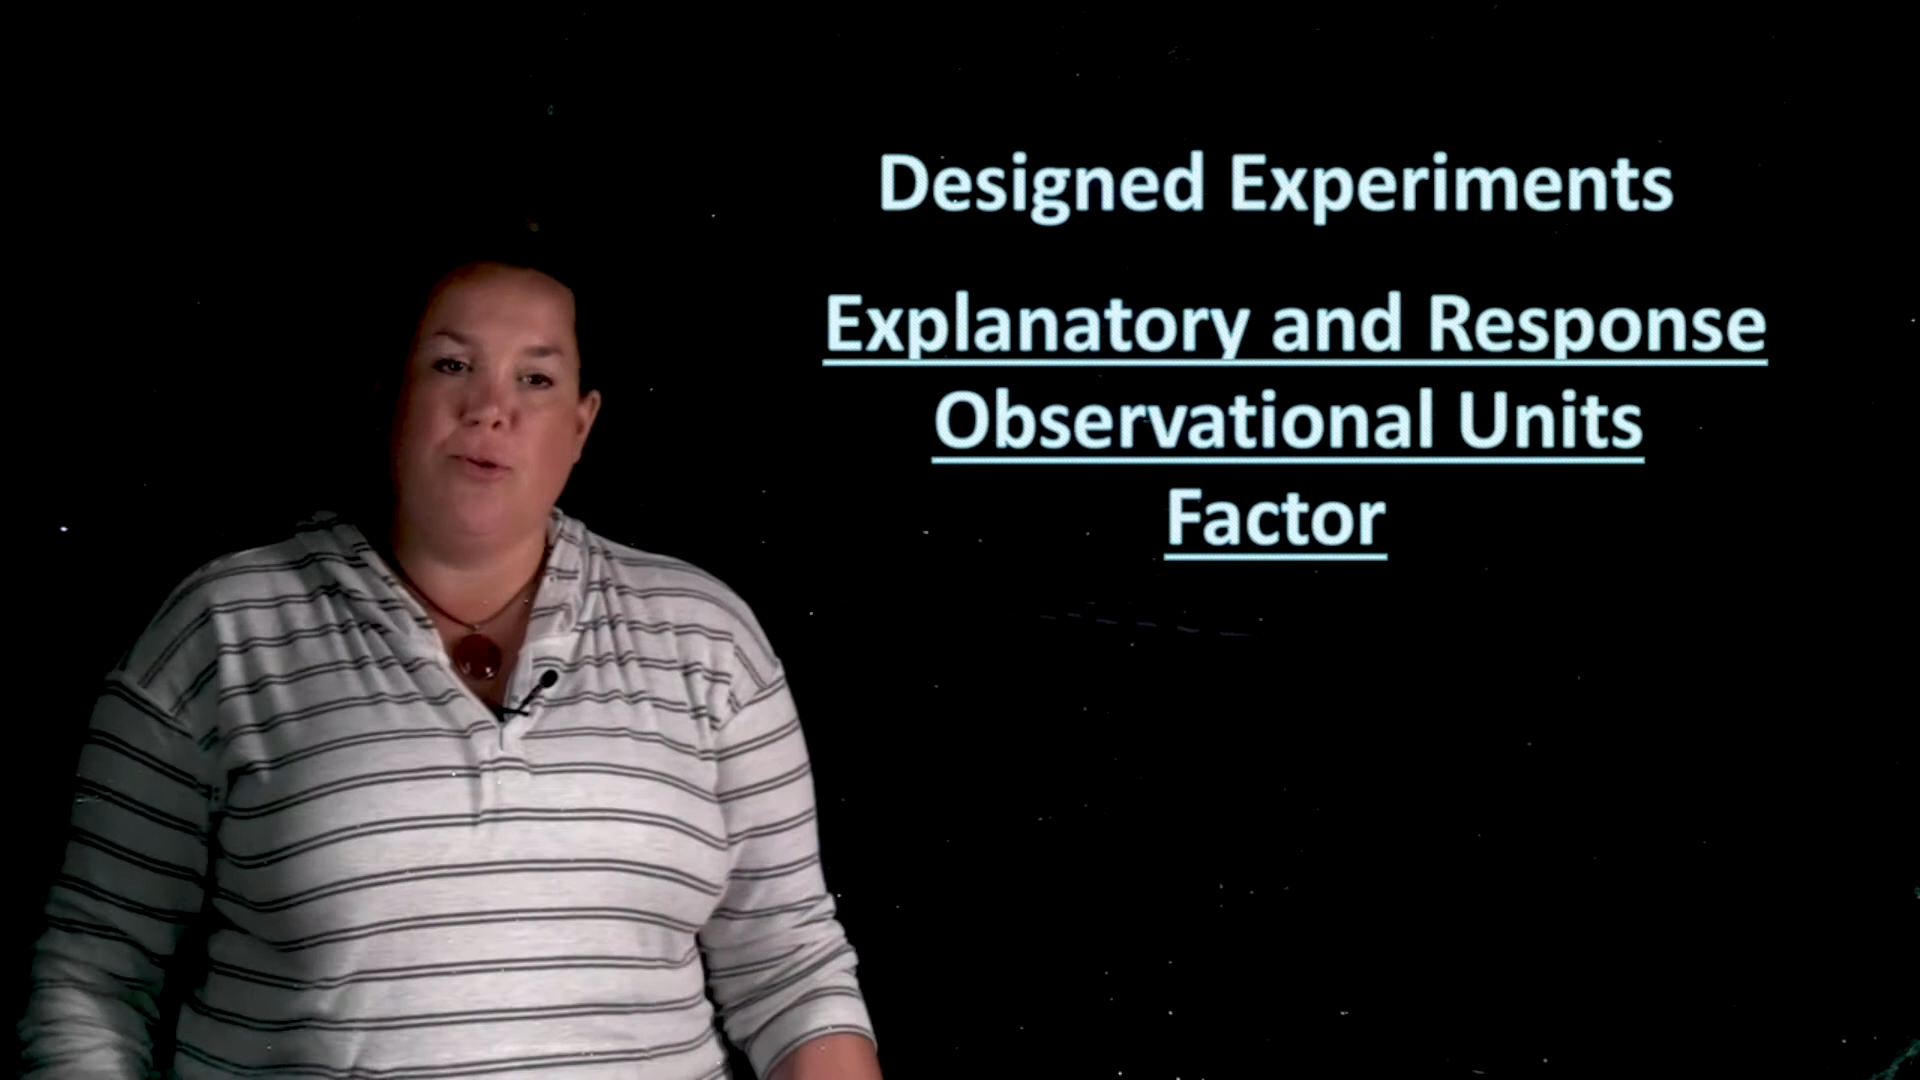 Designed Experiments
Explanatory and Response
Observational Units
Factor